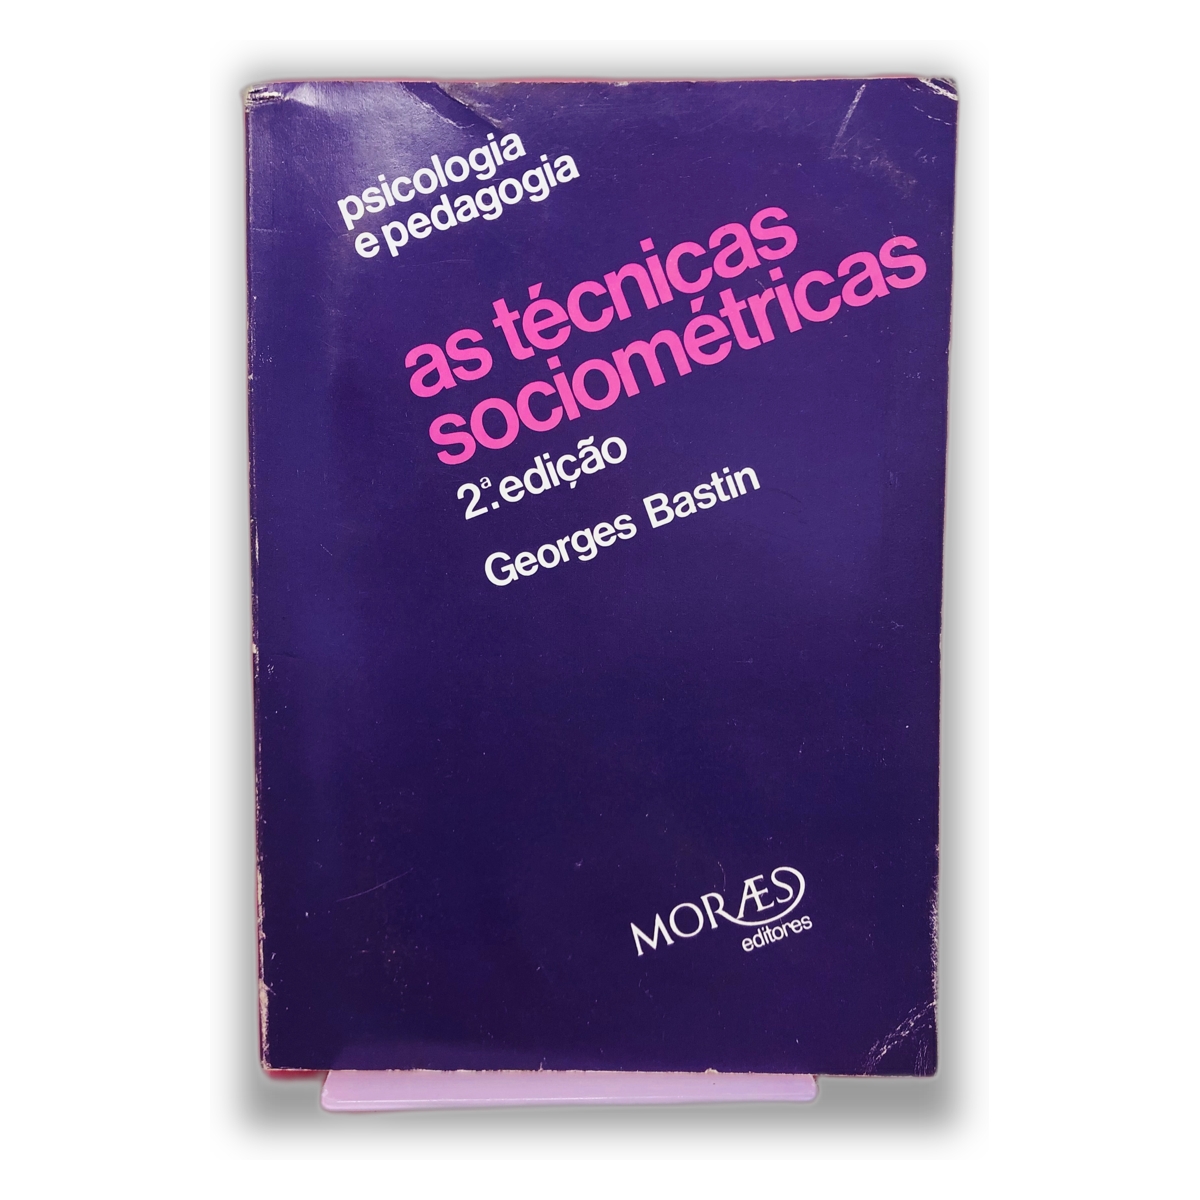 psicologia
e pedagogia
as técnicas
sociométricas
2ª. edição
Georges Bastin
MORÆS
editores